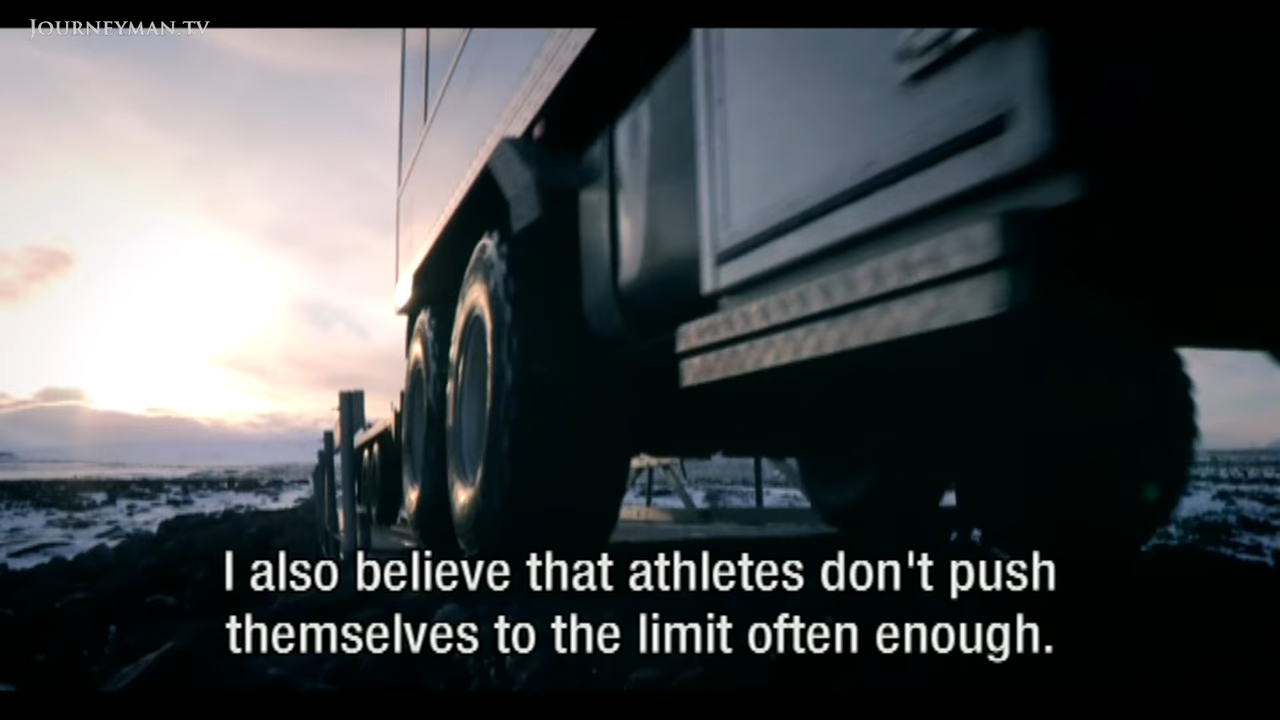 JOURNEYMAN.TV
I also believe that athletes don't push
themselves to the limit often enough.